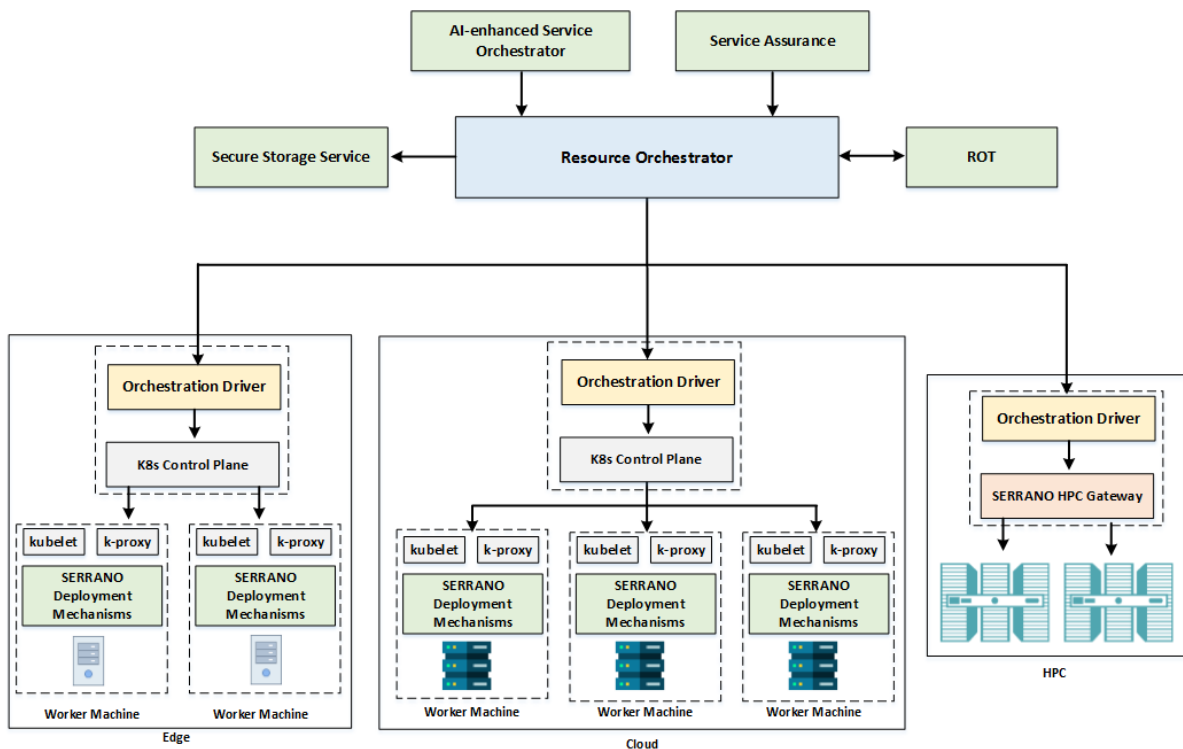 AI-enhanced Service
Orchestrator
Service Assurance
Secure Storage Service
Resource Orchestrator
ROT
Orchestration Driver
K8s Control Plane
kubelet
k-proxy
SERRANO
Deployment
Mechanisms
Worker Machine
kubelet
k-proxy
SERRANO
Deployment
Mechanisms
Worker Machine
Edge
Orchestration Driver
K8s Control Plane
kubelet
k-proxy
SERRANO
Deployment
Mechanisms
Worker Machine
kubelet
k-proxy
SERRANO
Deployment
Mechanisms
Worker Machine
kubelet
k-proxy
SERRANO
Deployment
Mechanisms
Worker Machine
Cloud
Orchestration Driver
SERRANO HPC Gateway
HPC